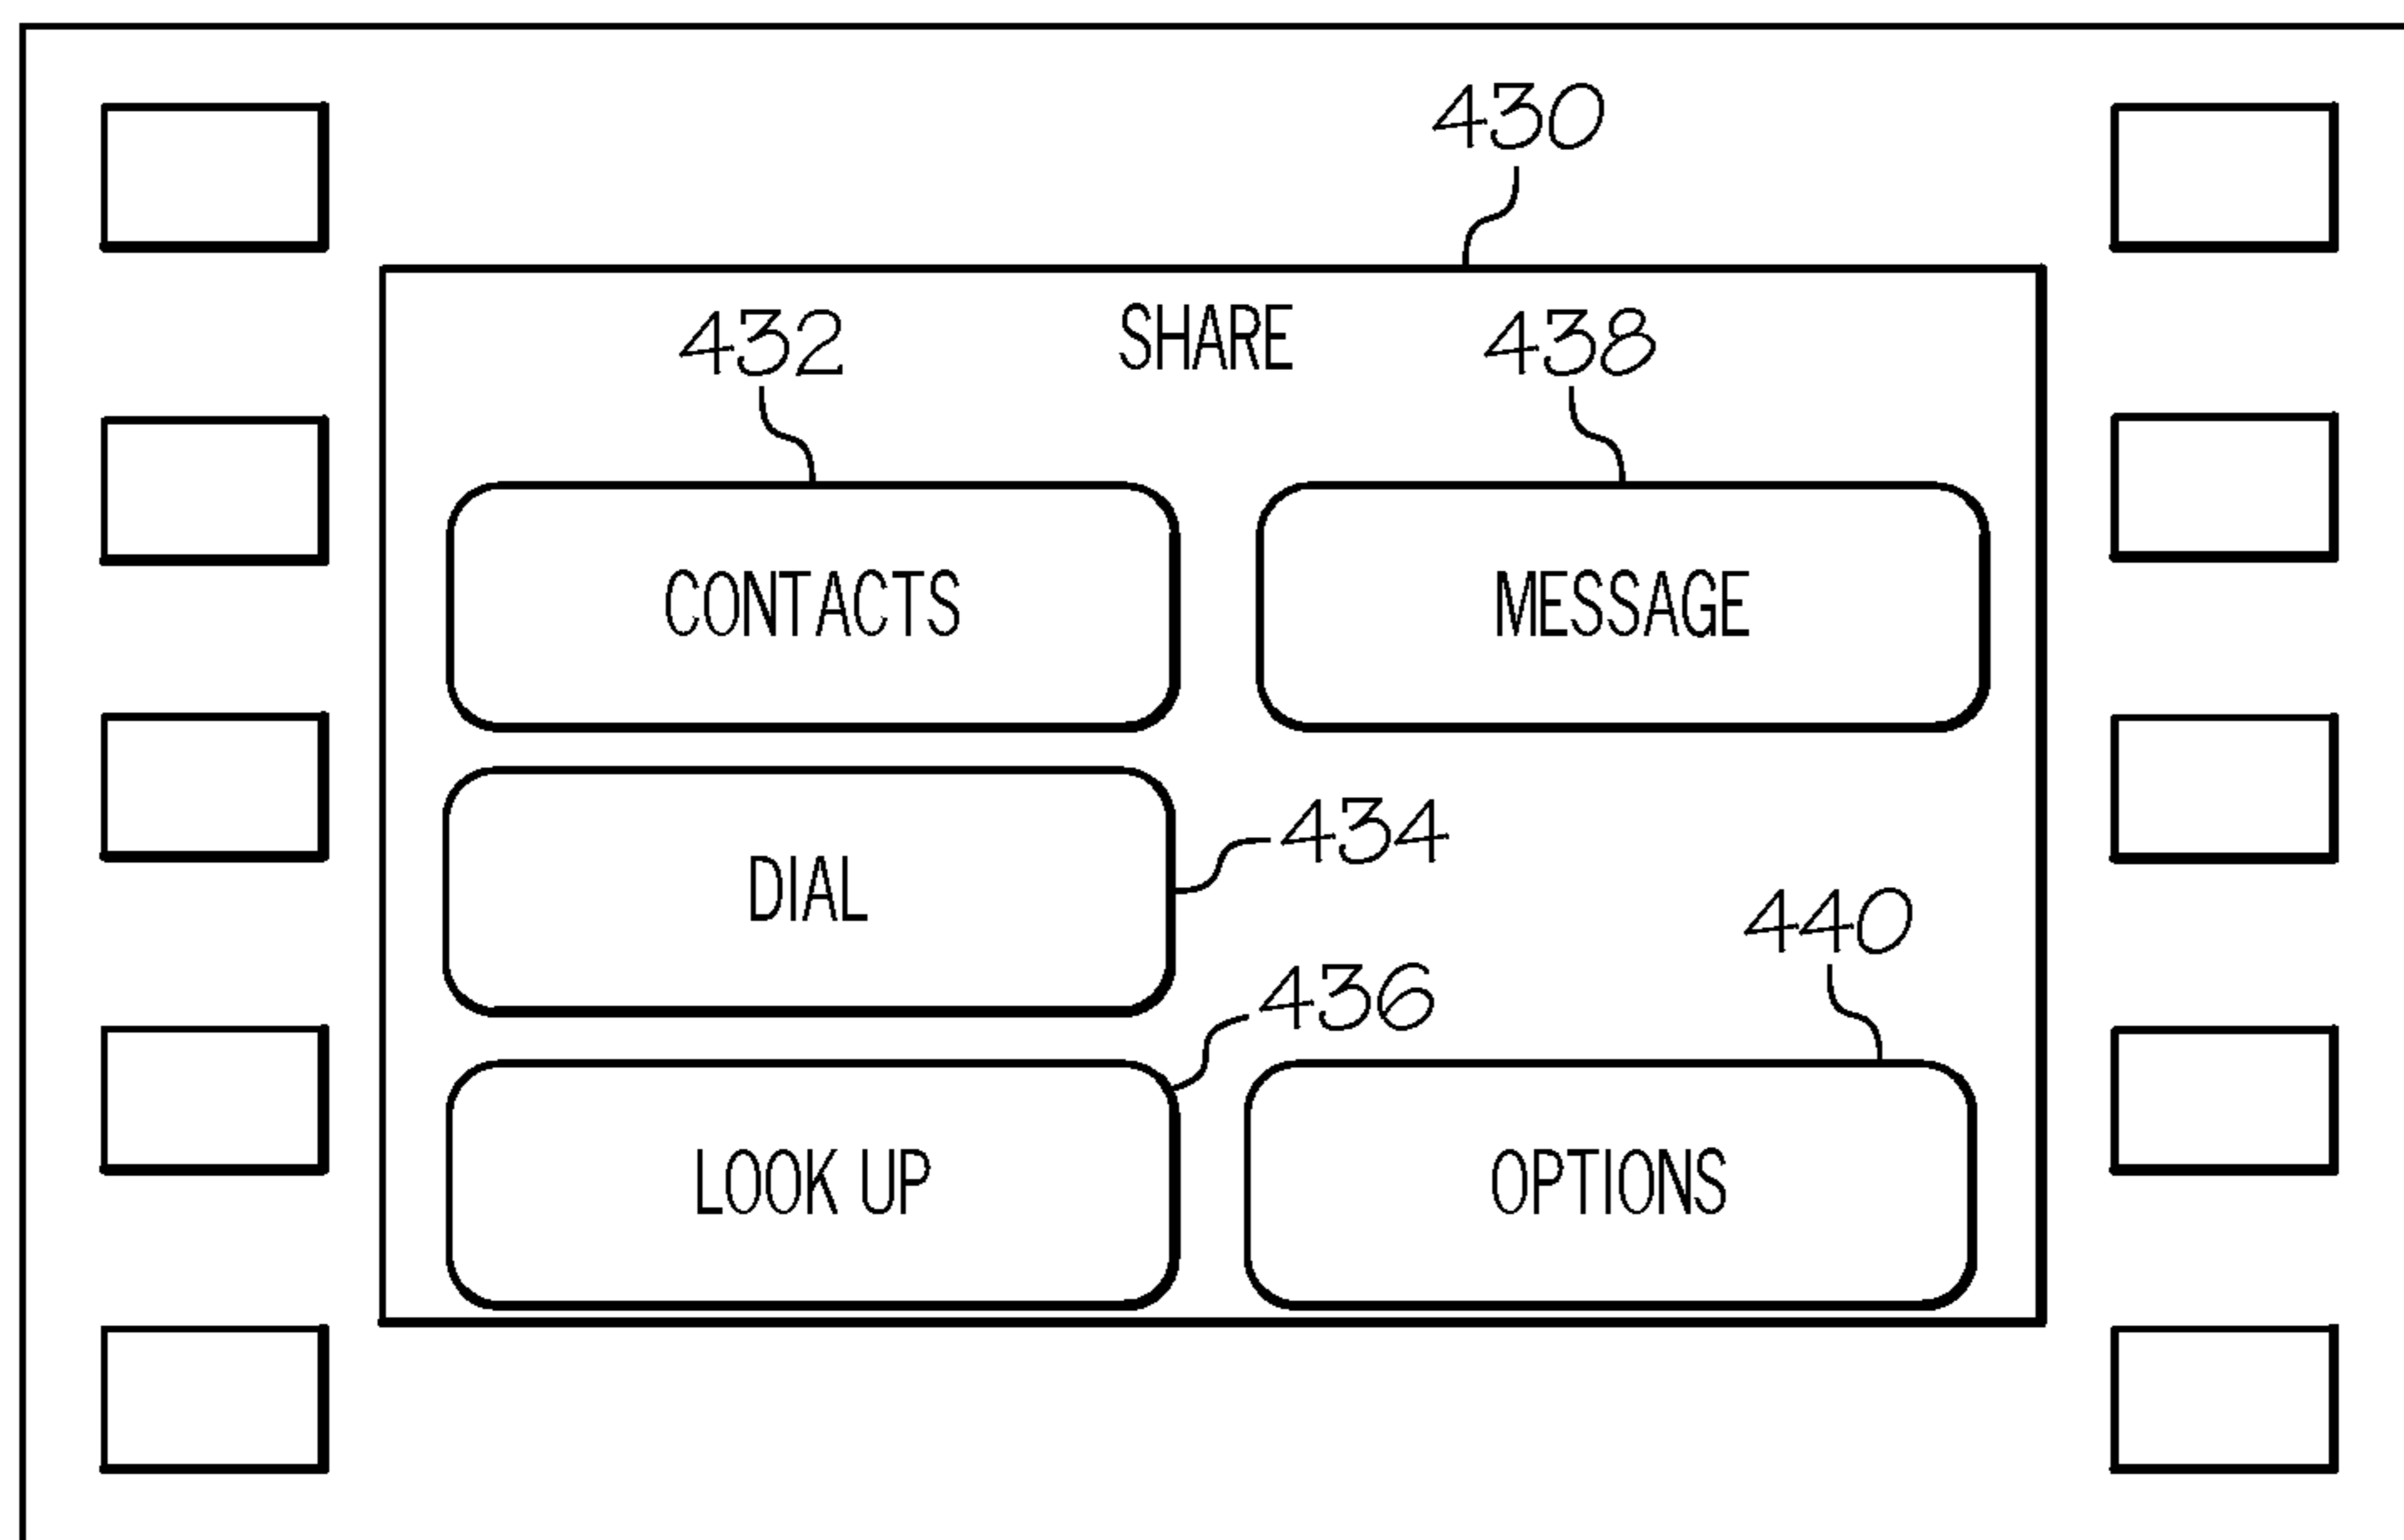 430
SHARE
432
438
CONTACTS
MESSAGE
DIAL
434
440
436
LOOK UP
OPTIONS